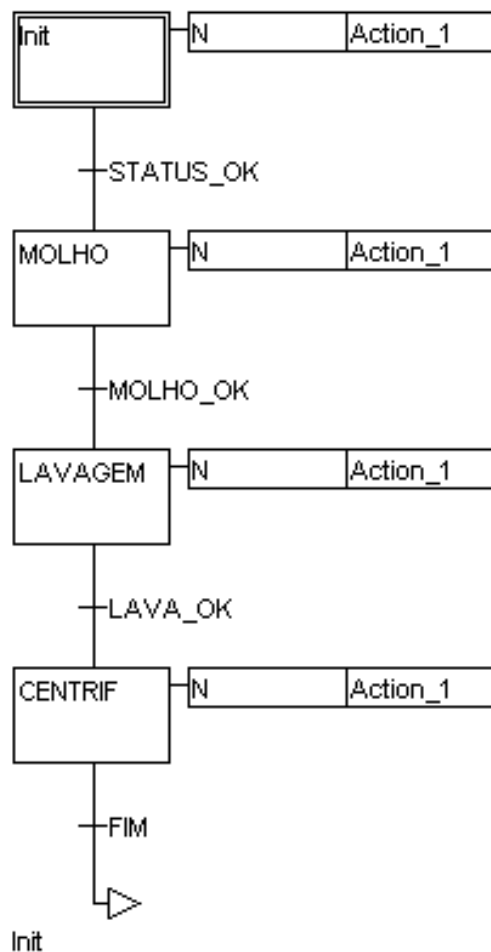 Init N Action_1
STATUS_OK
MOLHO N Action_1
MOLHO_OK
LAVAGEM N Action_1
LAVA_OK
CENTRIF N Action_1
FIM
Init